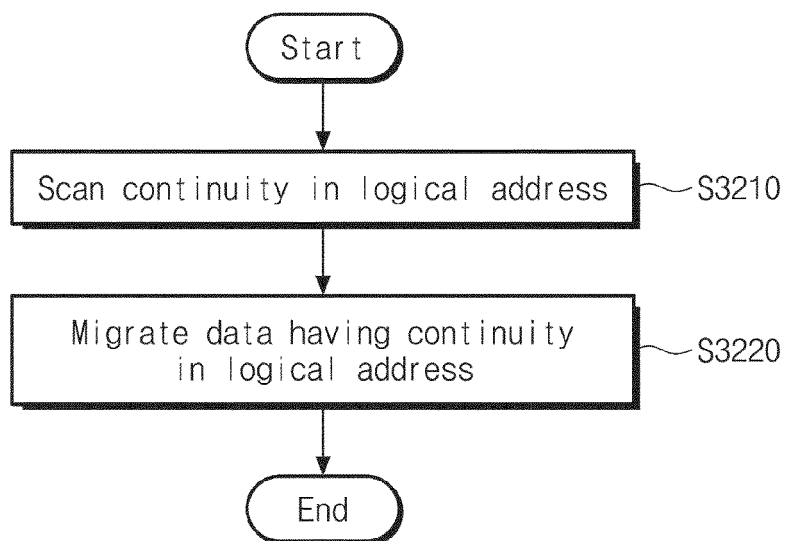 Start
Scan continuity in logical address
S3210
Migrate data having continuity
in logical address
S3220
End